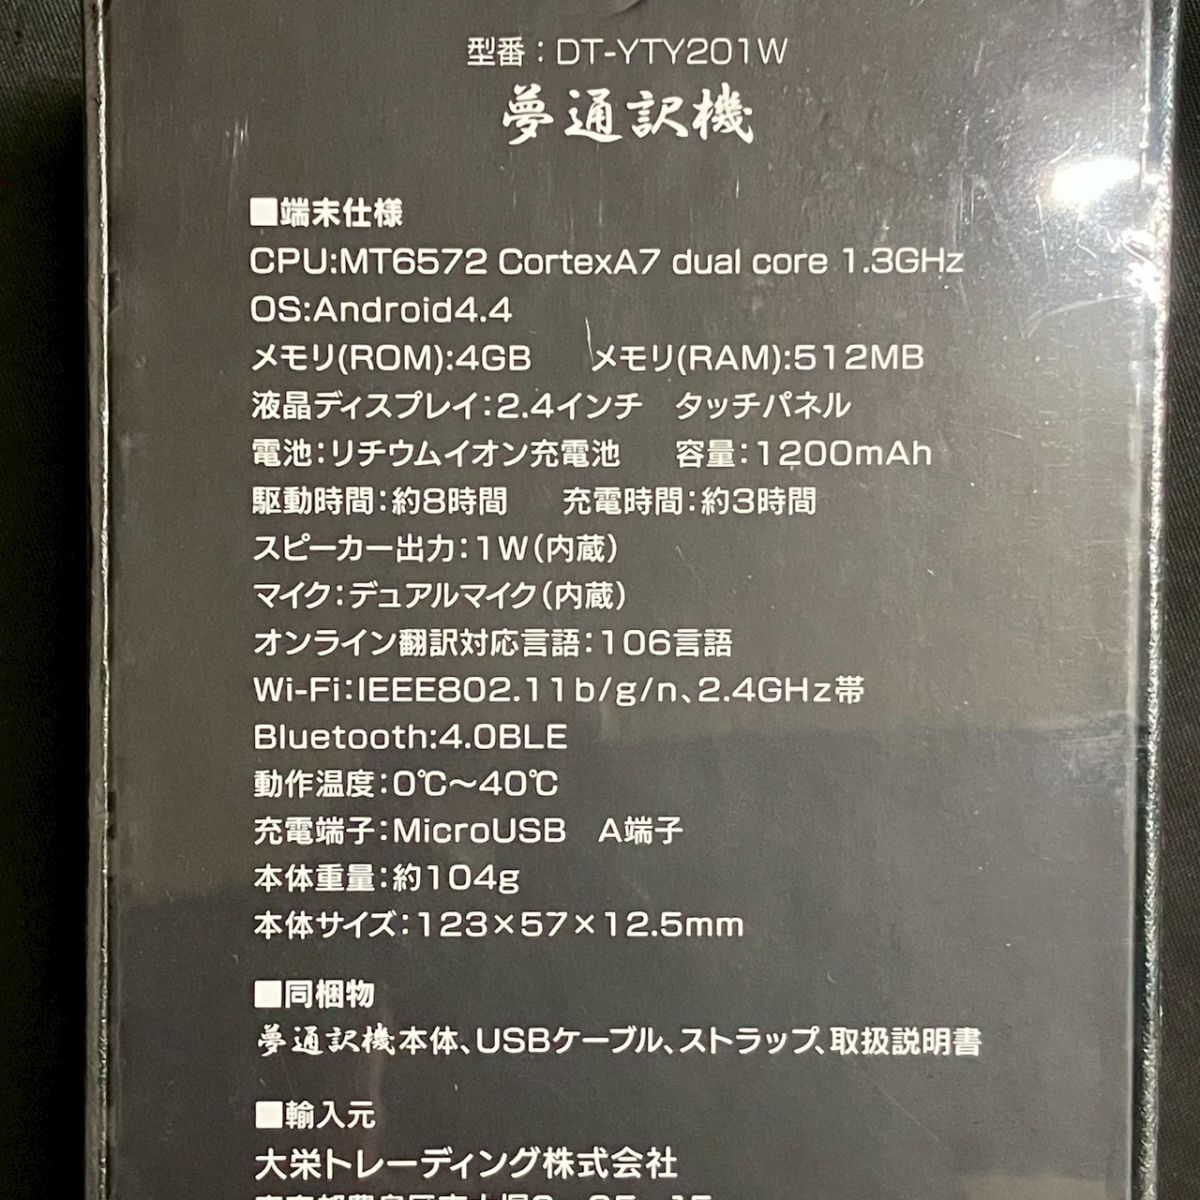 型番：DT-YTY201W
夢通訳機
■端末仕様
CPU:MT6572 CortexA7 dual core 1.3GHz
OS:Android4.4
メモリ(ROM):4GB　メモリ(RAM):512MB
液晶ディスプレイ：2.4インチ　タッチパネル
電池：リチウムイオン充電池　容量：1200mAh
駆動時間：約8時間　充電時間：約3時間
スピーカー出力：1W（内蔵）
マイク：デュアルマイク（内蔵）
オンライン翻訳対応言語：106言語
Wi-Fi：IEEE802.11b/g/n、2.4GHz帯
Bluetooth:4.0BLE
動作温度：0℃～40℃
充電端子：MicroUSB　A端子
本体重量：約104g
本体サイズ：123×57×12.5mm
■同梱物
夢通訳機本体、USBケーブル、ストラップ、取扱説明書
■輸入元
大栄トレーディング株式会社